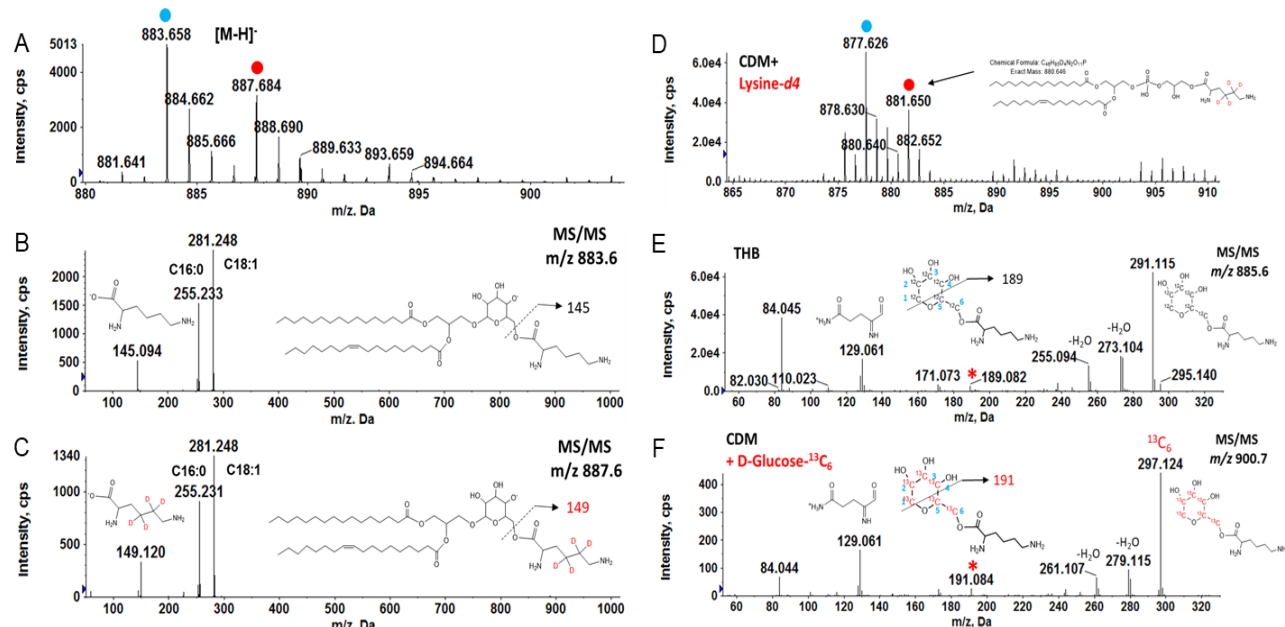 A
Intensity, cps
5013
4000
2000
0
883.658
[M-H]-
887.684
884.662
885.666
888.690
881.641
889.633
893.659
894.664
880
885
890
895
900
m/z. Da
B
Intensity, cps
2000
1500
1000
500
0
281.248
C16:0
C18:1
255.233
145.094
MS/MS
m/z 883.6
145
O
NH2
NH2
50
100
200
300
400
500
600
700
800
900
1000
m/z. Da
C
Intensity, cps
1340
1000
500
0
281.248
C16:0
C18:1
255.231
149.120
MS/MS
m/z 887.6
149
D
D
D
D
NH2
NH2
50
100
200
300
400
500
600
700
800
900
1000
m/z, Da
D
Intensity, cps
6.0e4
4.0e4
2.0e4
0.0
CDM+
Lysine-d4
877.626
881.650
878.630
880.640
882.652
Exact Mass: 880.646
865
870
875
880
885
890
895
900
905
910
m/z, Da
E
Intensity, cps
6.0e4
4.0e4
2.0e4
0.0
THB
84.045
82.030
110.023
129.061
171.073
*
189.082
189
255.094
-H2O
-H2O
273.104
291.115
295.140
MS/MS
m/z 885.6
60
80
100
120
140
160
180
200
220
240
260
280
300
320
m/z, Da
F
Intensity, cps
400
300
200
100
0
CDM
+ D-Glucose-13C6
84.044
129.061
*
191.084
191
261.107
-H2O
-H2O
279.115
13C6
297.124
MS/MS
m/z 900.7
60
80
100
120
140
160
180
200
220
240
260
280
300
320
m/z, Da